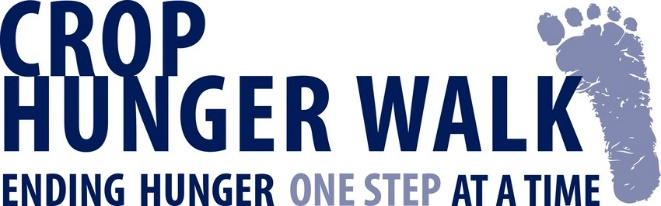 CROP
HUNGER WALK
ENDING HUNGER ONE STEP AT A TIME